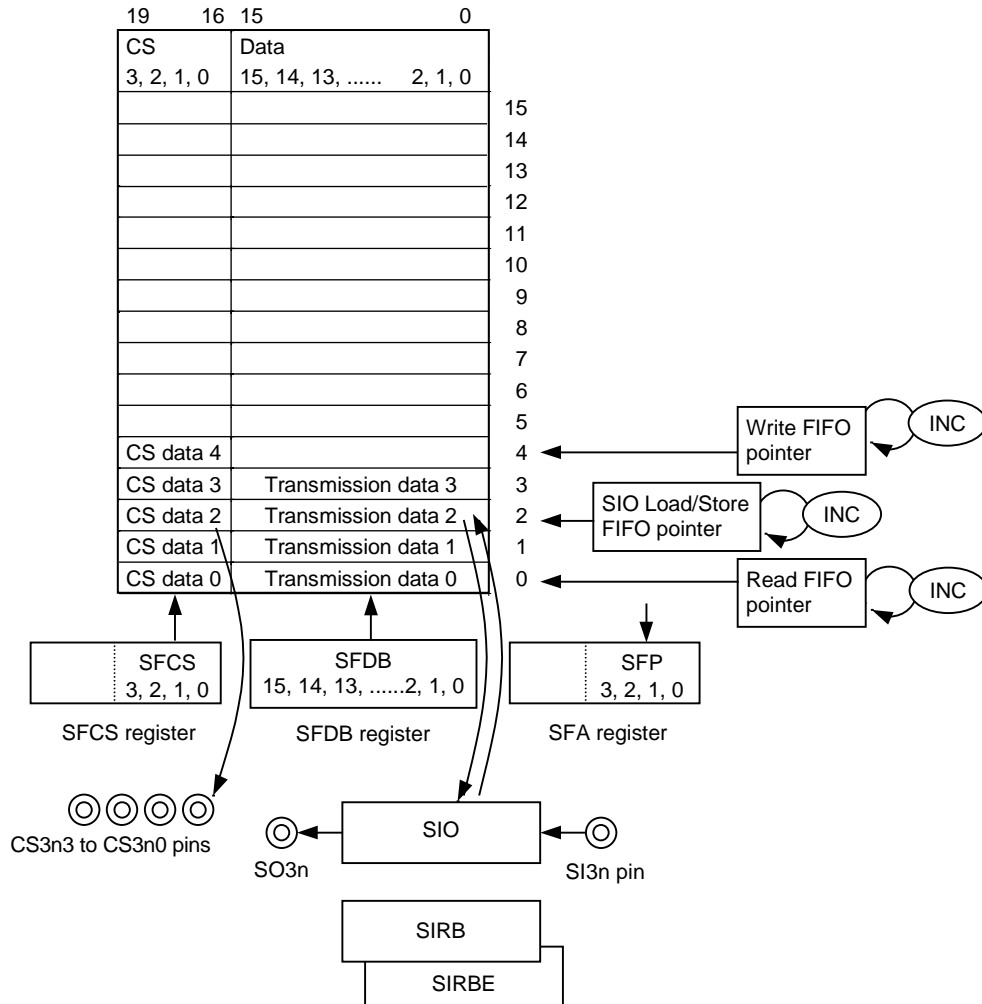 19 16 15 0
CS Data
3, 2, 1, 0 15, 14, 13, ...... 2, 1, 0
15
14
13
12
11
10
9
8
7
6
5
CS data 4 4
Write FIFO
pointer
INC
CS data 3 Transmission data 3 3
CS data 2 Transmission data 2 2
SIO Load/Store
FIFO pointer
INC
CS data 1 Transmission data 1 1
CS data 0 Transmission data 0 0
Read FIFO
pointer
INC
SFCS
3, 2, 1, 0
SFDB
15, 14, 13, ......2, 1, 0
SFP
3, 2, 1, 0
SFCS register SFDB register SFA register
CS3n3 to CS3n0 pins
SIO
SO3n SI3n pin
SIRB
SIRBE